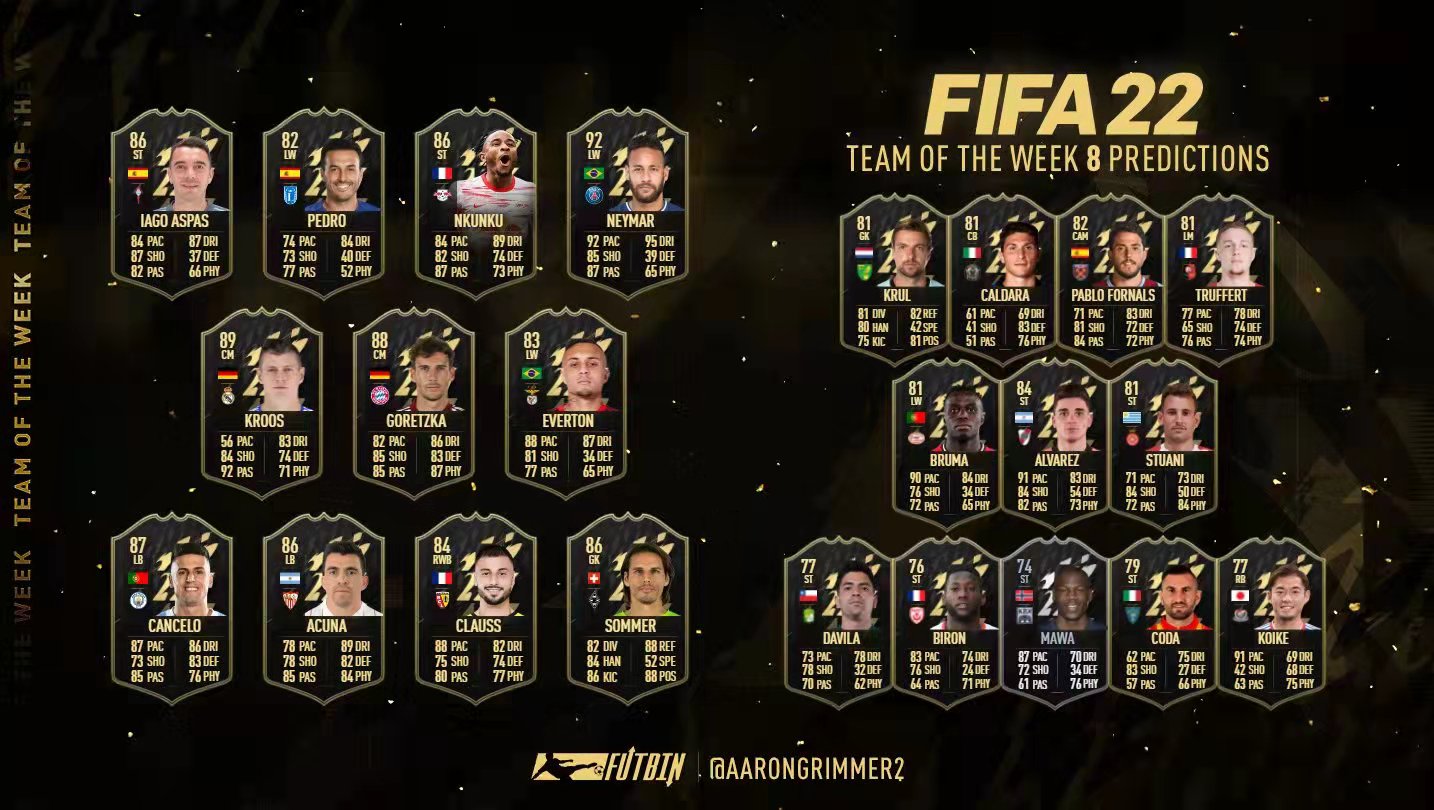 TEAM OF THE WEEK TEAM OF THE WEEK TEAM OF THE W
FIFA 22
TEAM OF THE WEEK 8 PREDICTIONS
86
ST
IAGO ASPAS
84 PAC 87 DRI
87 SHO 37 DEF
82 PAS 66 PHY
82
LW
PEDRO
74 PAC 84 DRI
73 SHO 40 DEF
77 PAS 52 PHY
86
ST
NKUNKU
84 PAC 89 DRI
82 SHO 74 DEF
87 PAS 73 PHY
92
LW
NEYMAR
92 PAC 95 DRI
85 SHO 39 DEF
87 PAS 65 PHY
89
CM
KROOS
56 PAC 83 DRI
84 SHO 74 DEF
92 PAS 71 PHY
88
CM
GORETZKA
82 PAC 86 DRI
85 SHO 83 DEF
85 PAS 87 PHY
83
LW
EVERTON
88 PAC 87 DRI
81 SHO 34 DEF
77 PAS 65 PHY
87
LB
CANCELO
87 PAC 86 DRI
73 SHO 83 DEF
85 PAS 76 PHY
86
LB
ACUNA
78 PAC 89 DRI
78 SHO 82 DEF
85 PAS 84 PHY
84
RWB
CLAUSS
88 PAC 82 DRI
75 SHO 74 DEF
80 PAS 77 PHY
86
GK
SOMMER
82 DIV 88 REF
84 HAN 52 SPE
86 KIC 88 POS
81
GK
KRUL
81 DIV 82 REF
80 HAN 42 SPE
75 KIC 81 POS
81
CB
CALDARA
61 PAC 69 DRI
41 SHO 83 DEF
51 PAS 76 PHY
82
CAM
PABLO FORNALS
71 PAC 83 DRI
81 SHO 72 DEF
84 PAS 72 PHY
81
LM
TRUFFERT
77 PAC 78 DRI
65 SHO 74 DEF
76 PAS 74 PHY
81
LW
BRUMA
90 PAC 84 DRI
76 SHO 34 DEF
72 PAS 65 PHY
84
ST
ALVAREZ
91 PAC 83 DRI
84 SHO 54 DEF
82 PAS 73 PHY
81
ST
STUANI
71 PAC 73 DRI
84 SHO 50 DEF
72 PAS 84 PHY
77
ST
DAVILA
73 PAC 78 DRI
78 SHO 32 DEF
70 PAS 62 PHY
76
ST
BIRON
83 PAC 74 DRI
76 SHO 24 DEF
64 PAS 71 PHY
74
ST
MAWA
87 PAC 70 DRI
72 SHO 34 DEF
61 PAS 76 PHY
79
ST
CODA
62 PAC 75 DRI
83 SHO 27 DEF
57 PAS 66 PHY
77
RB
KOIKE
91 PAC 69 DRI
42 SHO 68 DEF
63 PAS 75 PHY
FUTBIN @AARONGRIMMER2